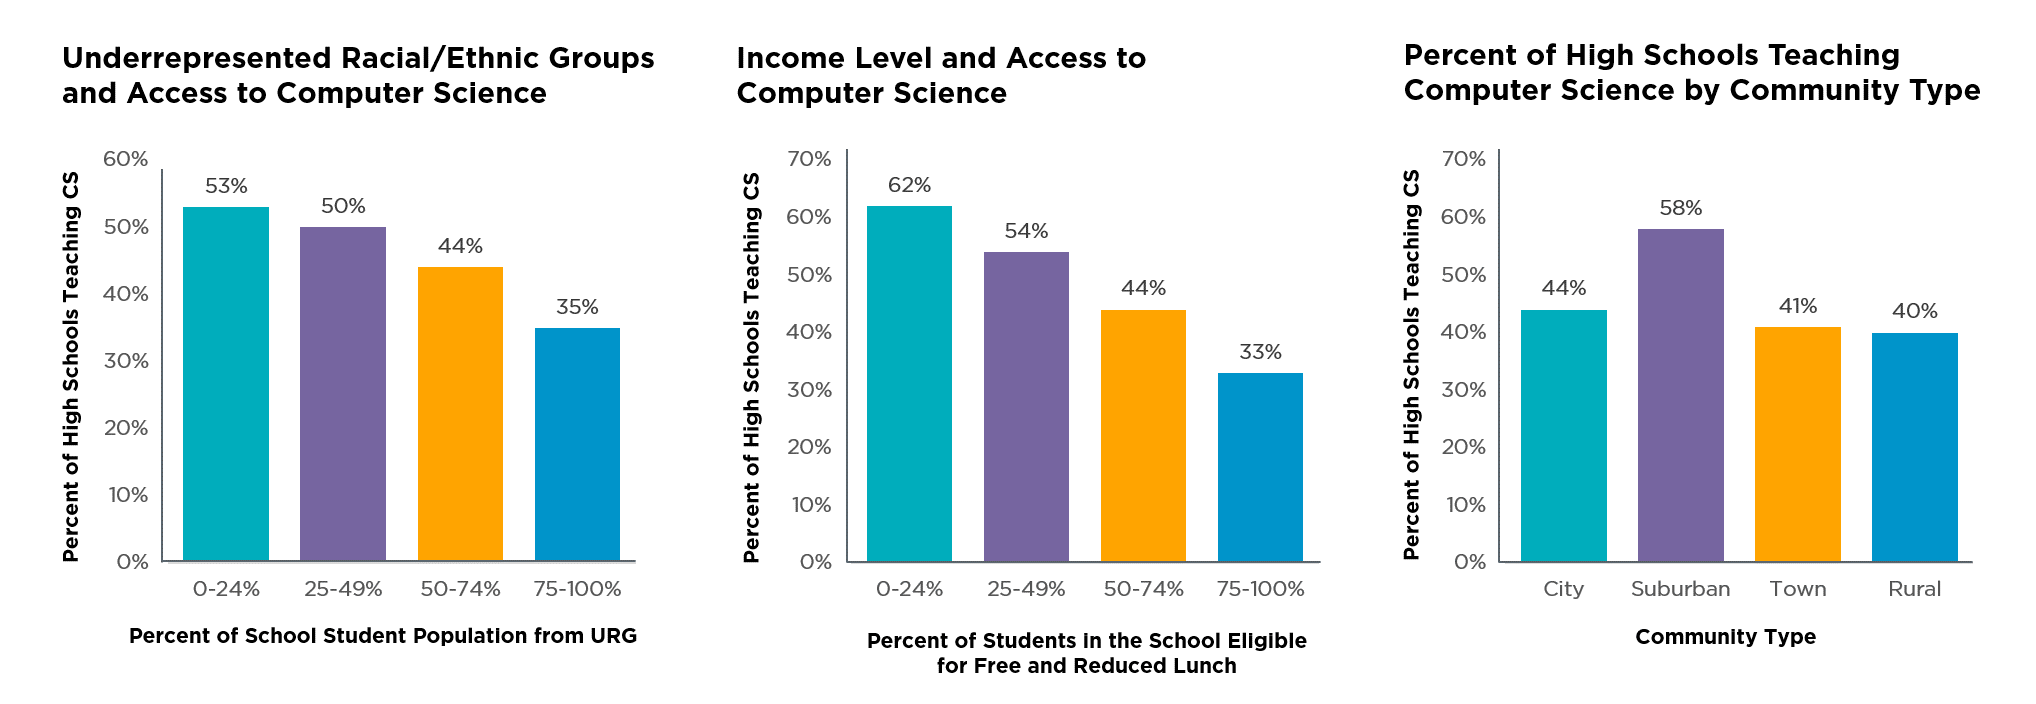 Underrepresented Racial/Ethnic Groups
and Access to Computer Science
Percent of High Schools Teaching CS
60%
50%
40%
30%
20%
10%
0%
53%
50%
44%
35%
0-24%
25-49%
50-74%
75-100%
Percent of School Student Population from URG
Income Level and Access to
Computer Science
Percent of High Schools Teaching CS
70%
60%
50%
40%
30%
20%
10%
0%
62%
54%
44%
33%
0-24%
25-49%
50-74%
75-100%
Percent of Students in the School Eligible
for Free and Reduced Lunch
Percent of High Schools Teaching
Computer Science by Community Type
Percent of High Schools Teaching CS
70%
60%
50%
40%
30%
20%
10%
0%
44%
58%
41%
40%
City
Suburban
Town
Rural
Community Type